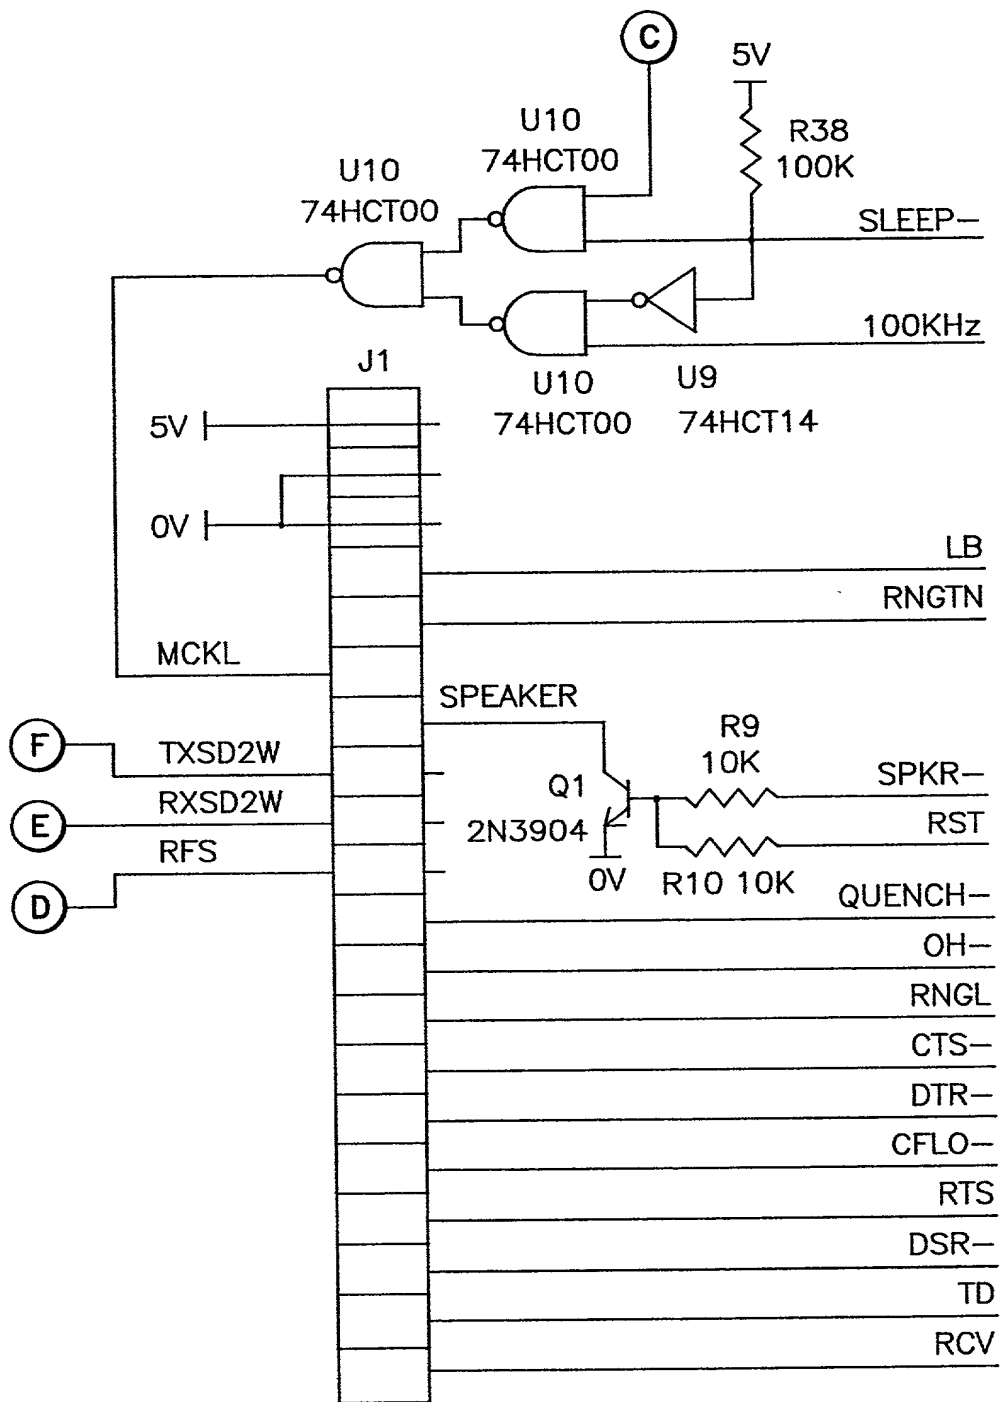 C
5V
U10
74HCT00
R38
100K
U10
74HCT00
SLEEP-
100KHz
J1
U10
74HCT00
U9
74HCT14
5V
0V
LB
RNGTN
MCKL
SPEAKER
F
TXSD2W
R9
10K
Q1
2N3904
SPKR-
E
RXSD2W
RST
RFS
0V
R10 10K
D
QUENCH-
OH-
RNGL
CTS-
DTR-
CFLO-
RTS
DSR-
TD
RCV